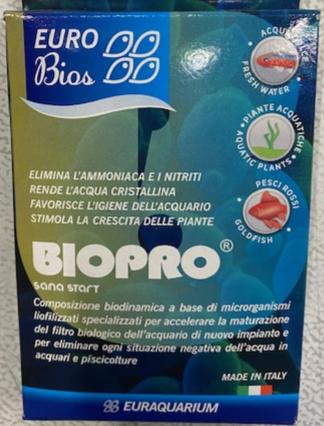 EURO
Bios
ACQUA
FRESH WATER
PIANTE ACQUATICHE
AQUATIC PLANTS
PESCI ROSSI
GOLDFISH
ELIMINA L'AMMONIACA E I NITRITI
RENDE L'ACQUA CRISTALLINA
FAVORISCE L'IGIENE DELL'ACQUARIO
STIMOLA LA CRESCITA DELLE PIANTE
BIOPRO®
sana start
Composizione biodinamica a base di microrganismi
liofilizzati specializzati per accelerare la maturazione
del filtro biologico dell'acquario di nuovo impianto e
per eliminare ogni situazione negativa dell'acqua in
acquari e piscicolture
MADE IN ITALY
EURAQUARIUM